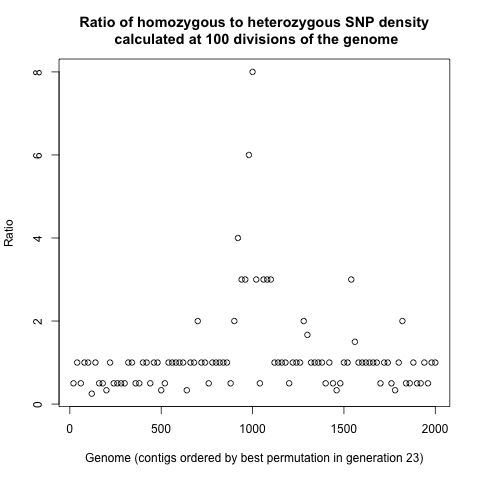 Ratio of homozygous to heterozygous SNP density
calculated at 100 divisions of the genome
Ratio
8
6
4
2
0
0 500 1000 1500 2000
Genome (contigs ordered by best permutation in generation 23)